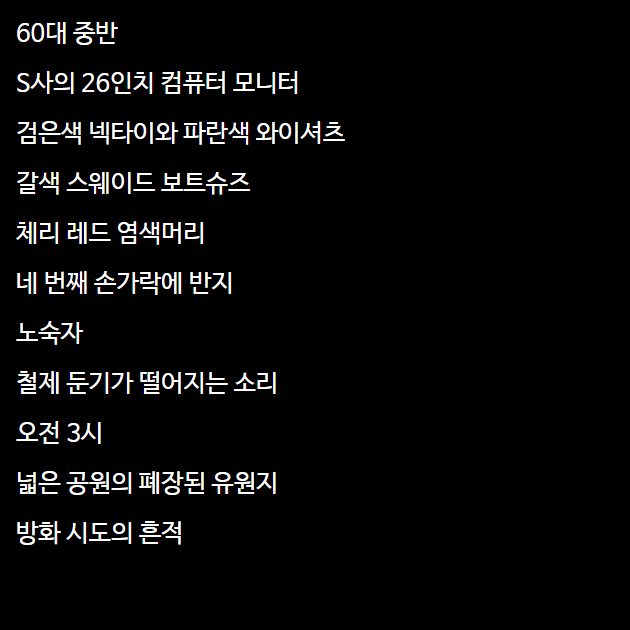 60대 중반
S사의 26인치 컴퓨터 모니터
검은색 넥타이와 파란색 와이셔츠
갈색 스웨이드 보트슈즈
체리 레드 염색머리
네 번째 손가락에 반지
노숙자
철제 둔기가 떨어지는 소리
오전 3시
넓은 공원의 폐장된 유원지
방화 시도의 흔적